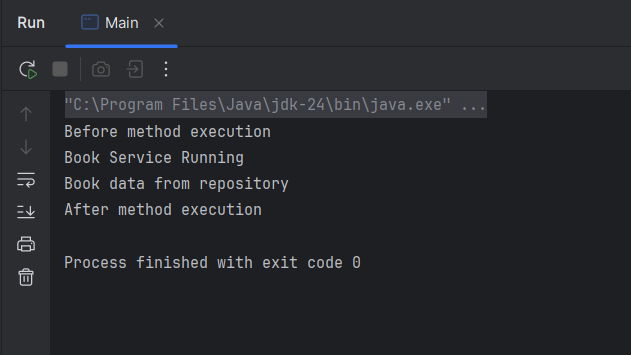 Run Main
"C:\Program Files\Java\jdk-24\bin\java.exe" ...
Before method execution
Book Service Running
Book data from repository
After method execution
Process finished with exit code 0